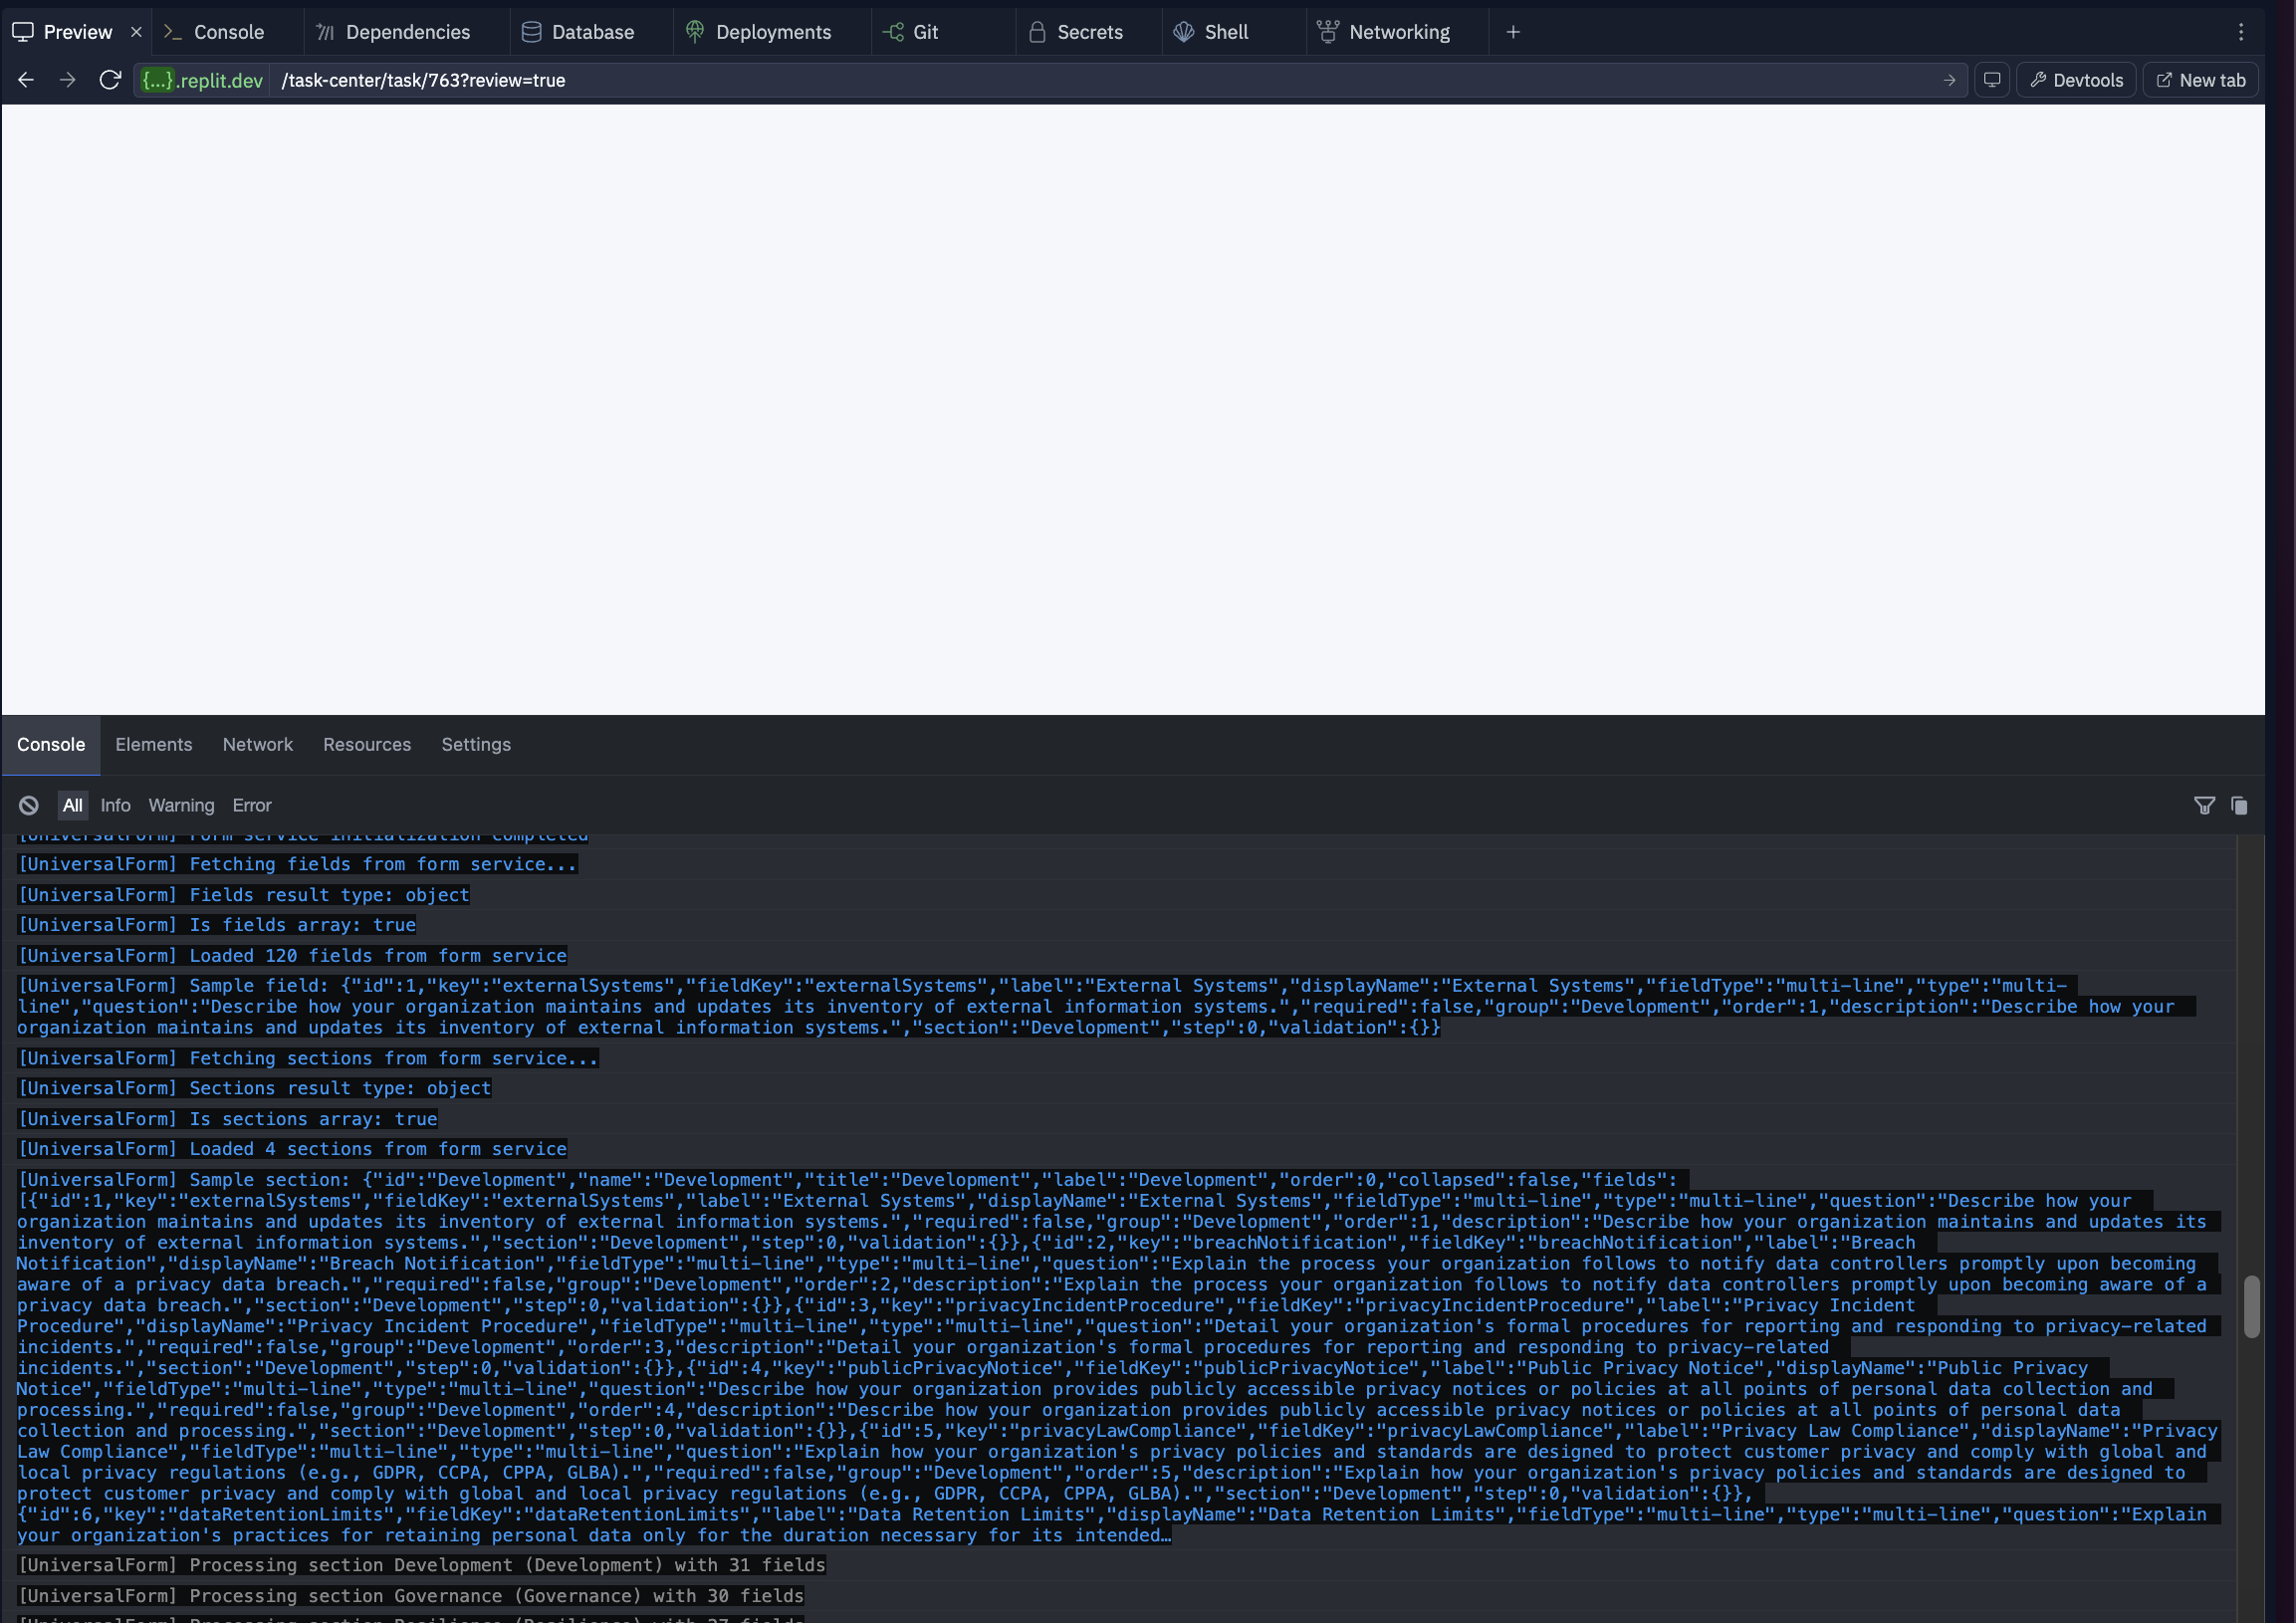 Preview
Console
Dependencies
Database
Deployments
Git
Secrets
Shell
Networking
{...}.replit.dev
/task-center/task/763?review=true
Devtools
New tab
Console
Elements
Network
Resources
Settings
All
Info
Warning
Error
[UniversalForm] Form service initialization completed
[UniversalForm] Fetching fields from form service...
[UniversalForm] Fields result type: object
[UniversalForm] Is fields array: true
[UniversalForm] Loaded 120 fields from form service
[UniversalForm] Sample field: {"id":1,"key":"externalSystems","fieldKey":"externalSystems","label":"External Systems","displayName":"External Systems","fieldType":"multi-line","type":"multi-
line","question":"Describe how your organization maintains and updates its inventory of external information systems.","required":false,"group":"Development","order":1,"description":"Describe how your
organization maintains and updates its inventory of external information systems.","section":"Development","step":0,"validation":{}}
[UniversalForm] Fetching sections from form service...
[UniversalForm] Sections result type: object
[UniversalForm] Is sections array: true
[UniversalForm] Loaded 4 sections from form service
[UniversalForm] Sample section: {"id":"Development","name":"Development","title":"Development","label":"Development","order":0,"collapsed":false,"fields":
[{"id":1,"key":"externalSystems","fieldKey":"externalSystems","label":"External Systems","displayName":"External Systems","fieldType":"multi-line","type":"multi-line","question":"Describe how your
organization maintains and updates its inventory of external information systems.","required":false,"group":"Development","order":1,"description":"Describe how your organization maintains and updates its
inventory of external information systems.","section":"Development","step":0,"validation":{}},{"id":2,"key":"breachNotification","fieldKey":"breachNotification","label":"Breach
Notification","displayName":"Breach Notification","fieldType":"multi-line","type":"multi-line","question":"Explain the process your organization follows to notify data controllers promptly upon becoming
aware of a privacy data breach.","required":false,"group":"Development","order":2,"description":"Explain the process your organization follows to notify data controllers promptly upon becoming aware of a
privacy data breach.","section":"Development","step":0,"validation":{}},{"id":3,"key":"privacyIncidentProcedure","fieldKey":"privacyIncidentProcedure","label":"Privacy Incident
Procedure","displayName":"Privacy Incident Procedure","fieldType":"multi-line","type":"multi-line","question":"Detail your organization's formal procedures for reporting and responding to privacy-related
incidents.","required":false,"group":"Development","order":3,"description":"Detail your organization's formal procedures for reporting and responding to privacy-related
incidents.","section":"Development","step":0,"validation":{}},{"id":4,"key":"publicPrivacyNotice","fieldKey":"publicPrivacyNotice","label":"Public Privacy Notice","displayName":"Public Privacy
Notice","fieldType":"multi-line","type":"multi-line","question":"Describe how your organization provides publicly accessible privacy notices or policies at all points of personal data collection and
processing.","required":false,"group":"Development","order":4,"description":"Describe how your organization provides publicly accessible privacy notices or policies at all points of personal data
collection and processing.","section":"Development","step":0,"validation":{}},{"id":5,"key":"privacyLawCompliance","fieldKey":"privacyLawCompliance","label":"Privacy Law Compliance","displayName":"Privacy
Law Compliance","fieldType":"multi-line","type":"multi-line","question":"Explain how your organization's privacy policies and standards are designed to protect customer privacy and comply with global and
local privacy regulations (e.g., GDPR, CCPA, CPPA, GLBA).","required":false,"group":"Development","order":5,"description":"Explain how your organization's privacy policies and standards are designed to
protect customer privacy and comply with global and local privacy regulations (e.g., GDPR, CCPA, CPPA, GLBA).","section":"Development","step":0,"validation":{}},
{"id":6,"key":"dataRetentionLimits","fieldKey":"dataRetentionLimits","label":"Data Retention Limits","displayName":"Data Retention Limits","fieldType":"multi-line","type":"multi-line","question":"Explain
your organization's practices for retaining personal data only for the duration necessary for its intended…
[UniversalForm] Processing section Development (Development) with 31 fields
[UniversalForm] Processing section Governance (Governance) with 30 fields
[UniversalForm] Processing section Resilience (Resilience) with 27 fields